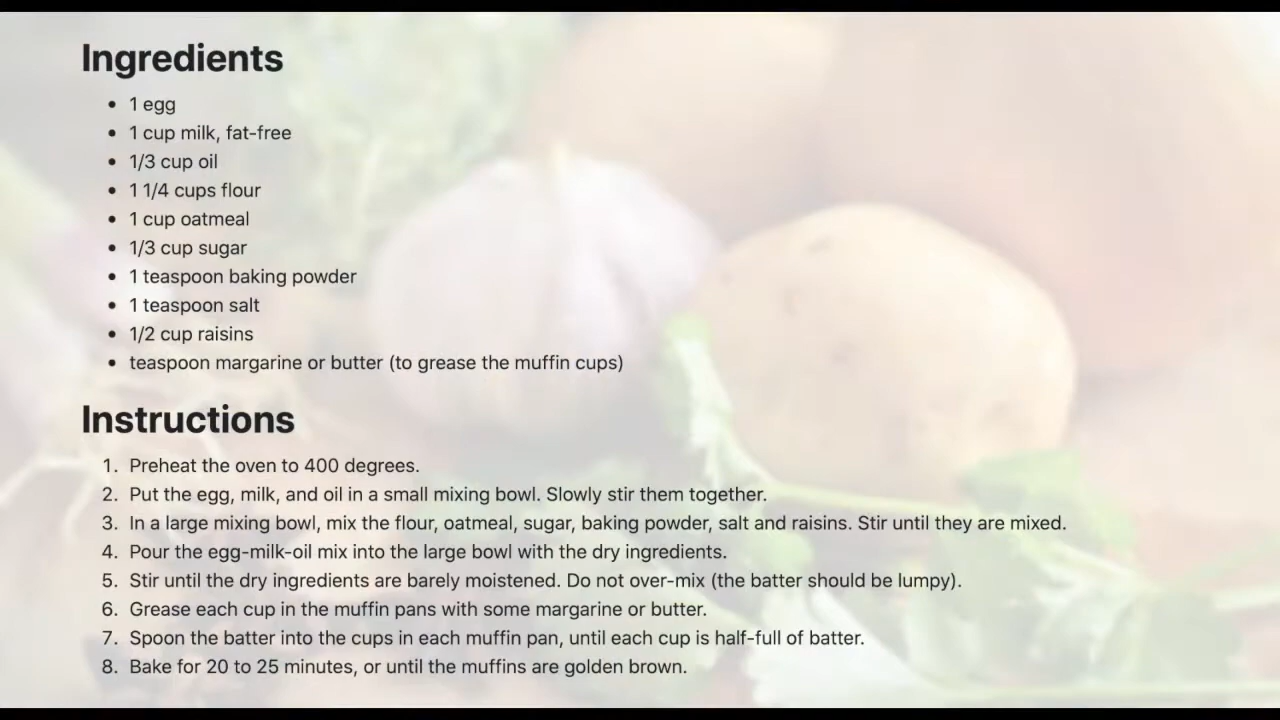 Ingredients
• 1 egg
• 1 cup milk, fat-free
• 1/3 cup oil
• 1 1/4 cups flour
• 1 cup oatmeal
• 1/3 cup sugar
• 1 teaspoon baking powder
• 1 teaspoon salt
• 1/2 cup raisins
• teaspoon margarine or butter (to grease the muffin cups)
Instructions
1. Preheat the oven to 400 degrees.
2. Put the egg, milk, and oil in a small mixing bowl. Slowly stir them together.
3. In a large mixing bowl, mix the flour, oatmeal, sugar, baking powder, salt and raisins. Stir until they are mixed.
4. Pour the egg-milk-oil mix into the large bowl with the dry ingredients.
5. Stir until the dry ingredients are barely moistened. Do not over-mix (the batter should be lumpy).
6. Grease each cup in the muffin pans with some margarine or butter.
7. Spoon the batter into the cups in each muffin pan, until each cup is half-full of batter.
8. Bake for 20 to 25 minutes, or until the muffins are golden brown.